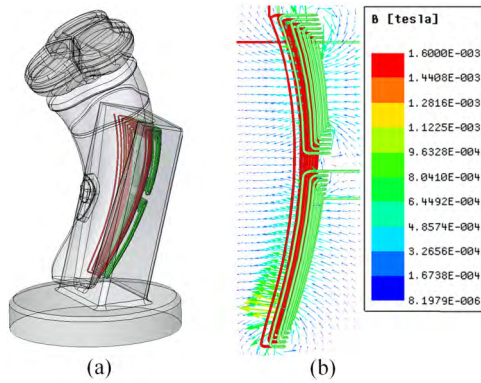 B [tesla]
1.6000E-003
1.4408E-003
1.2816E-003
1.1225E-003
9.6328E-004
8.0410E-004
6.4492E-004
4.8574E-004
3.2656E-004
1.6738E-004
8.1979E-006
(a)
(b)